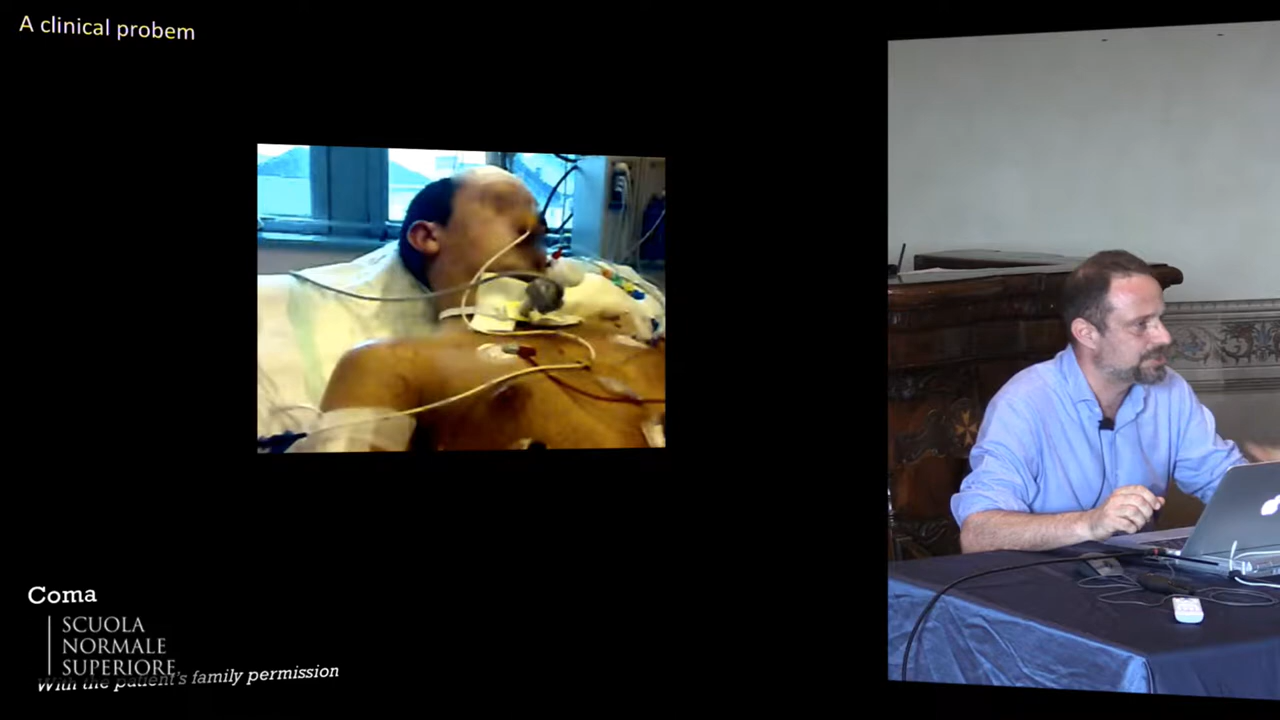 A clinical probem
Coma
SCUOLA
NORMALE
SUPERIORE
With the patient's family permission